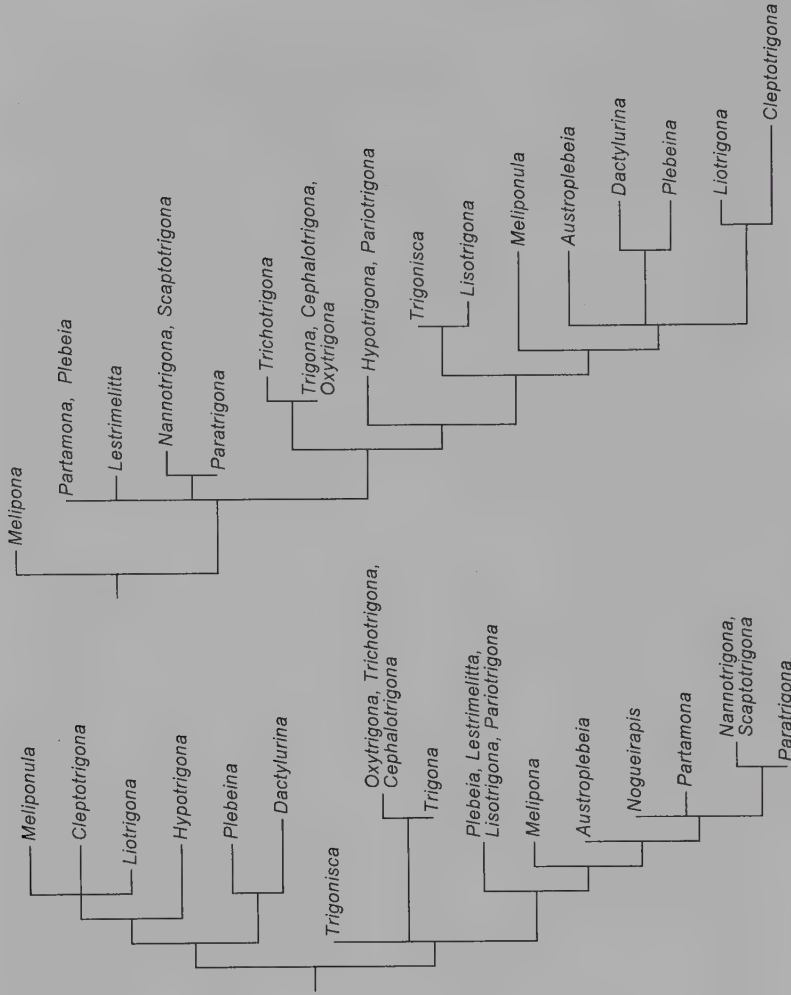 Meliponula
Cleptotrigona
Liotrigona
Hypotrigona
Plebeina
Dactylurina
Trigonisca
Oxytrigona, Trichotrigona,
Cephalotrigona
Trigona
Plebeia, Lestrimelitta,
Lisotrigona, Pariotrigona
Melipona
Austroplebeia
Nogueirapis
Partamona
Nannotrigona,
Scaptotrigona
Paratrigona
Melipona
Partamona, Plebeia
Lestrimelitta
Nannotrigona, Scaptotrigona
Paratrigona
Trichotrigona
Trigona, Cephalotrigona,
Oxytrigona
Hypotrigona, Pariotrigona
Trigonisca
Lisotrigona
Meliponula
Austroplebeia
Dactylurina
Plebeina
Liotrigona
Cleptotrigona